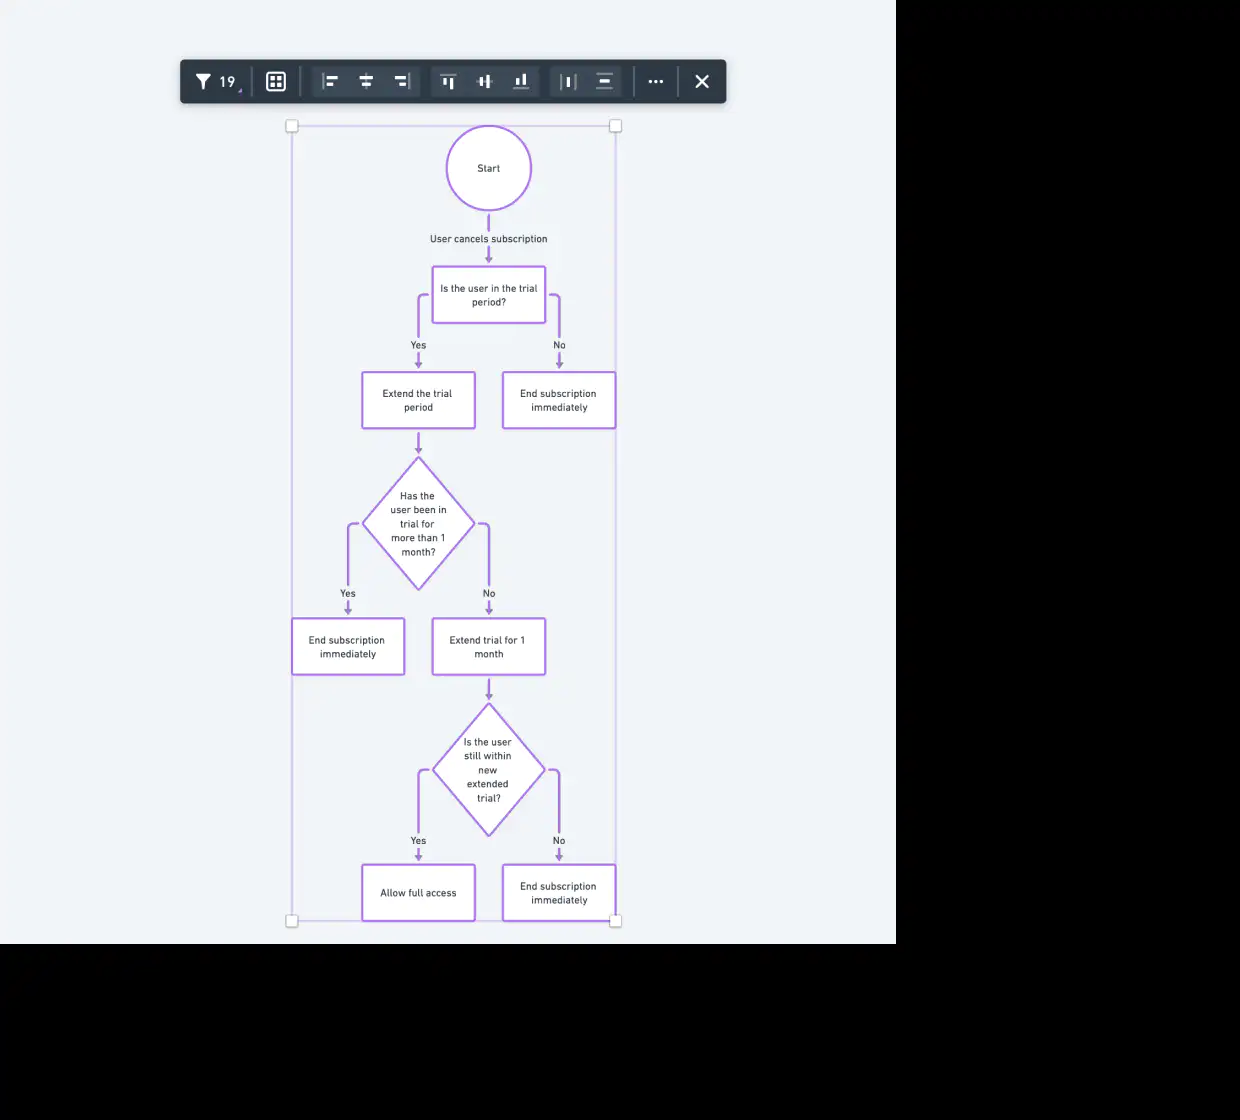 19
Start
User cancels subscription
Is the user in the trial
period?
Yes
No
Extend the trial
period
End subscription
immediately
Has the
user been in
trial for
more than 1
month?
Yes
No
End subscription
immediately
Extend trial for 1
month
Is the user
still within
new
extended
trial?
Yes
No
Allow full access
End subscription
immediately